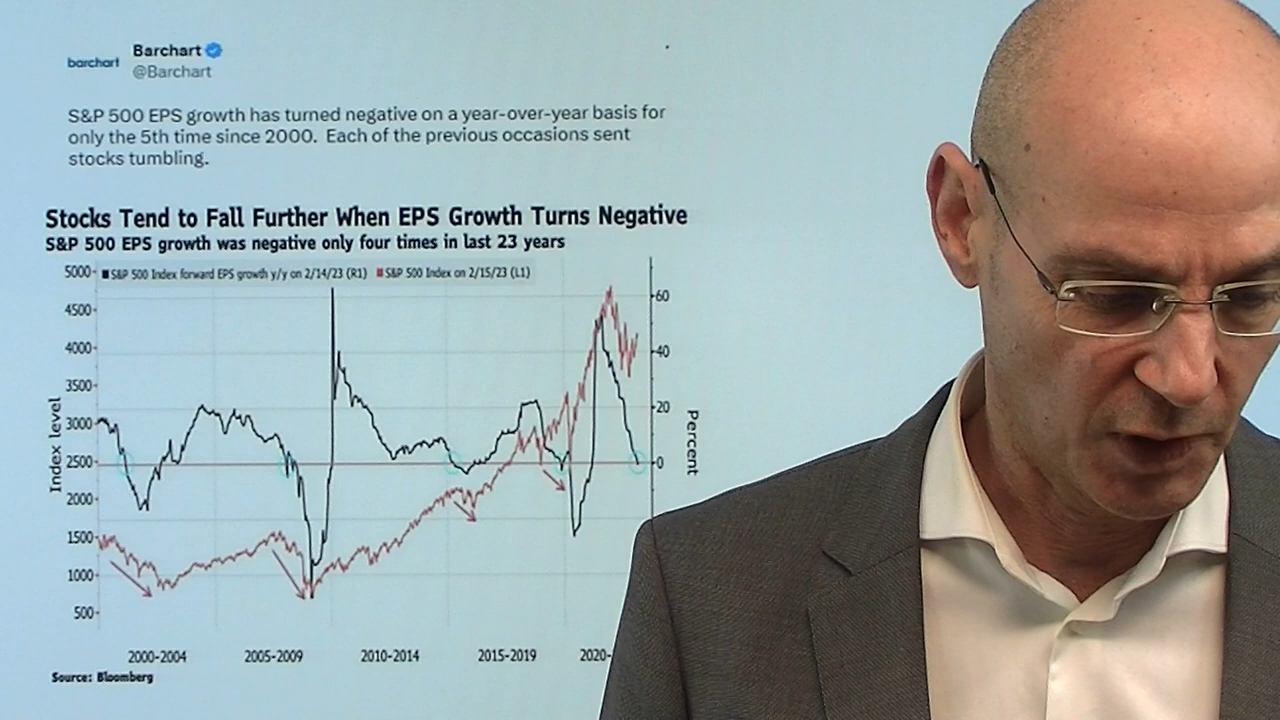 barchart
Barchart
@Barchart
S&P 500 EPS growth has turned negative on a year-over-year basis for
only the 5th time since 2000. Each of the previous occasions sent
stocks tumbling.
Stocks Tend to Fall Further When EPS Growth Turns Negative
S&P 500 EPS growth was negative only four times in last 23 years
S&P 500 Index forward EPS growth y/y on 2/14/23 (R1) S&P 500 Index on 2/15/23 (L1)
5000
4500
4000
3500
3000
2500
2000
1500
1000
500
Index level
60
40
20
0
Percent
2000-2004 2005-2009 2010-2014 2015-2019 2020-
Source: Bloomberg